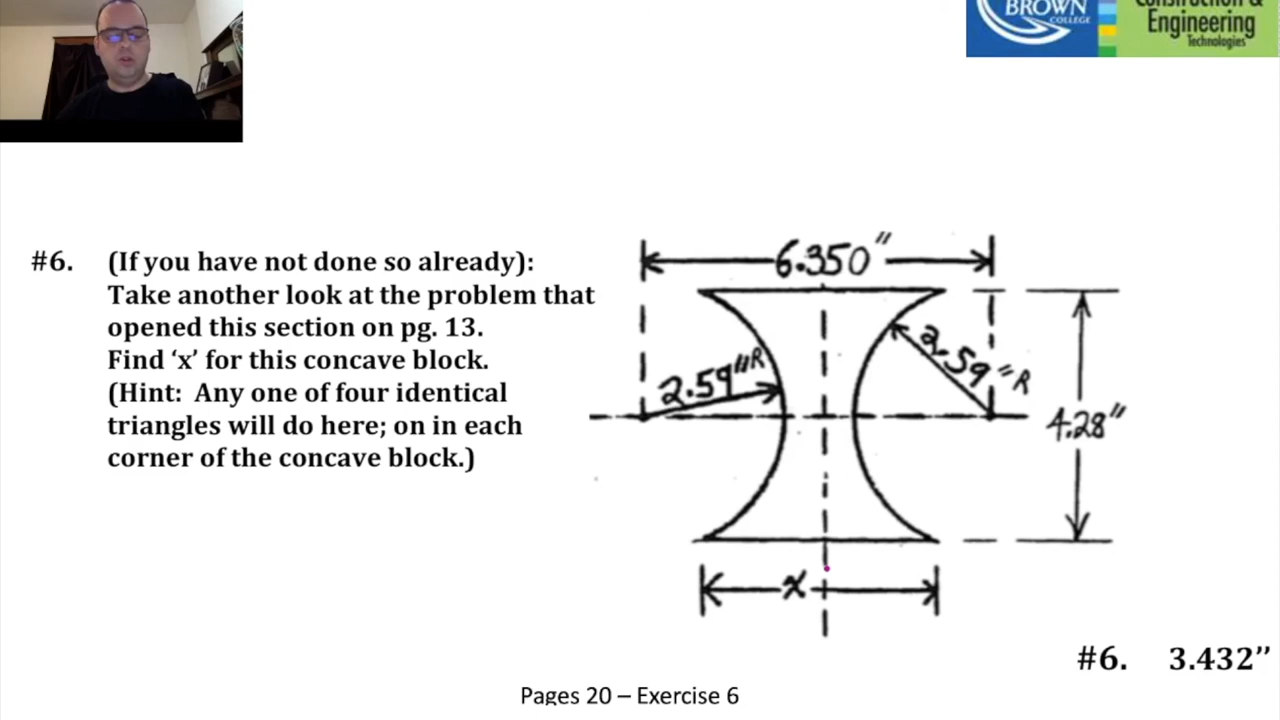 BROWN
COLLEGE
Construction &
Engineering
Technologies
#6. (If you have not done so already):
Take another look at the problem that
opened this section on pg. 13.
Find ‘x’ for this concave block.
(Hint: Any one of four identical
triangles will do here; on in each
corner of the concave block.)
6.350"
2.59"R
2.59"R
4.28"
x
#6. 3.432”
Pages 20 – Exercise 6